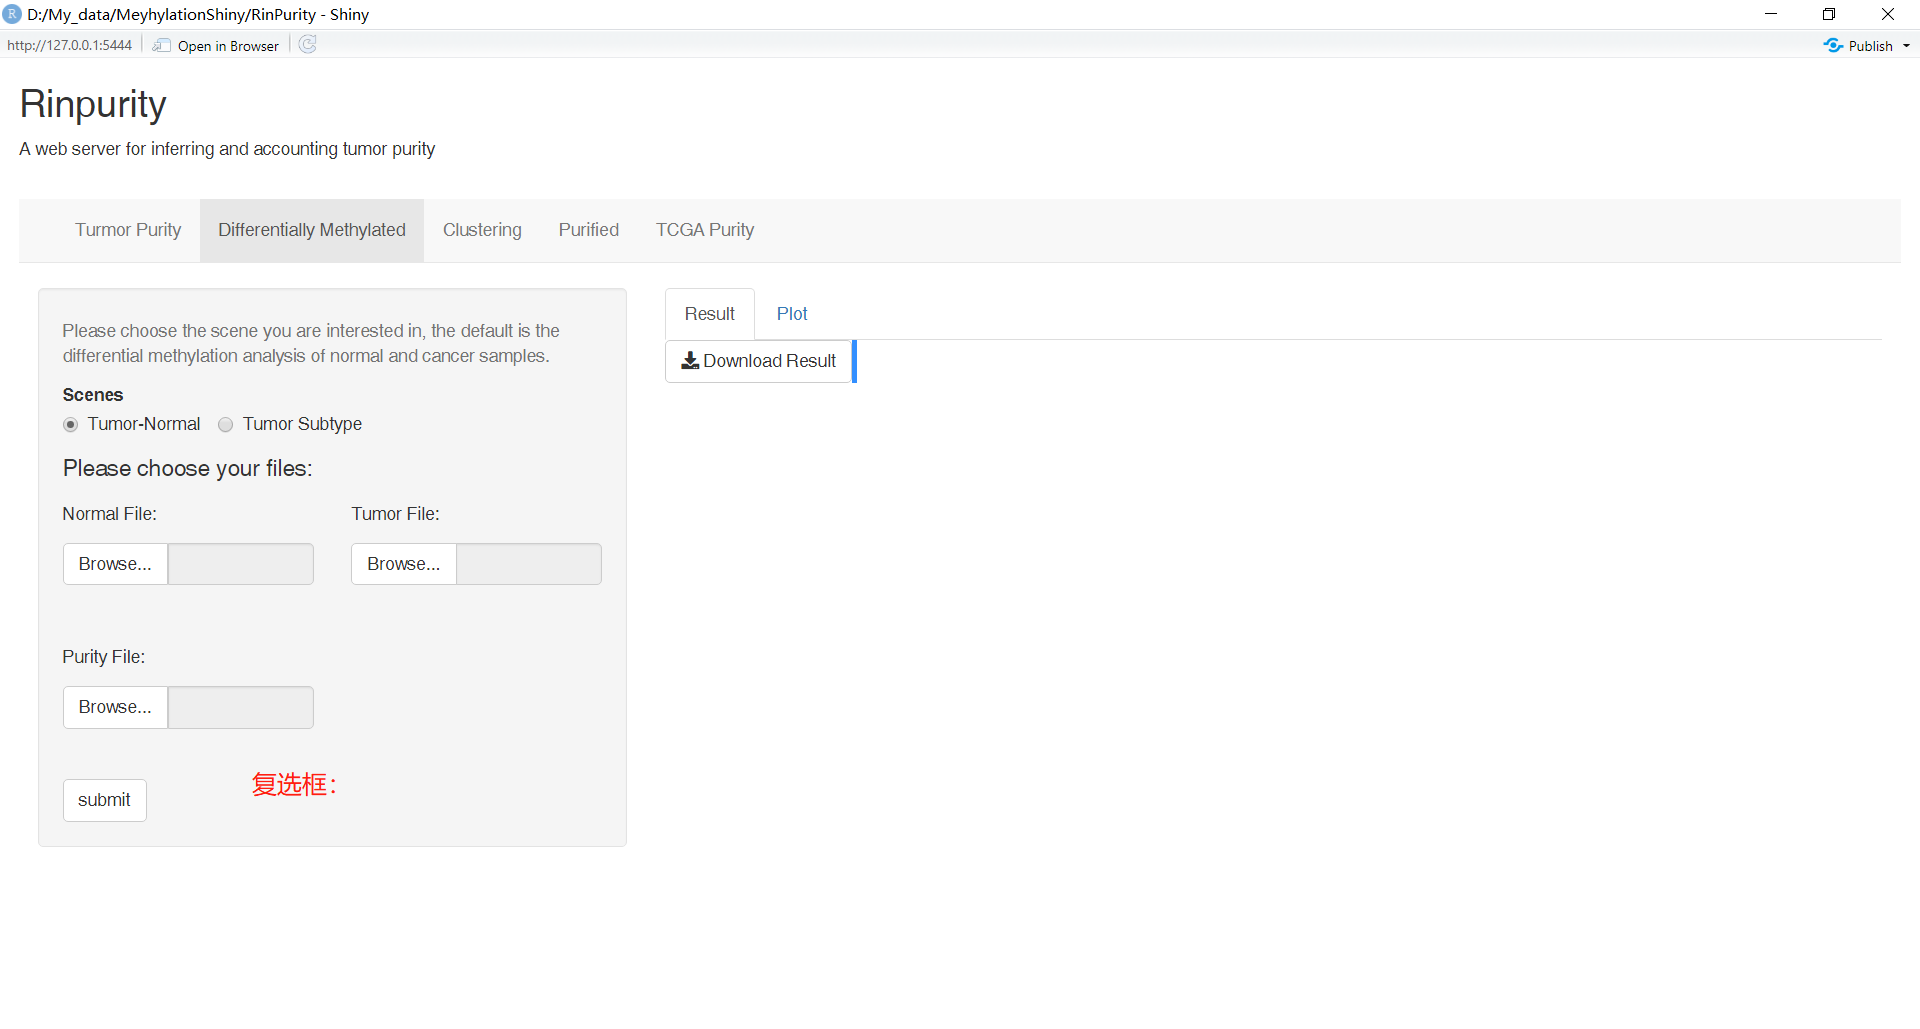 D:/My_data/MeyhylationShiny/RinPurity - Shiny
http://127.0.0.1:5444 Open in Browser Publish
Rinpurity
A web server for inferring and accounting tumor purity
Turmor Purity Differentially Methylated Clustering Purified TCGA Purity
Please choose the scene you are interested in, the default is the
differential methylation analysis of normal and cancer samples.
Scenes
Tumor-Normal Tumor Subtype
Please choose your files:
Normal File: Tumor File:
Browse... Browse...
Purity File:
Browse...
submit
复选框：
Result Plot
Download Result